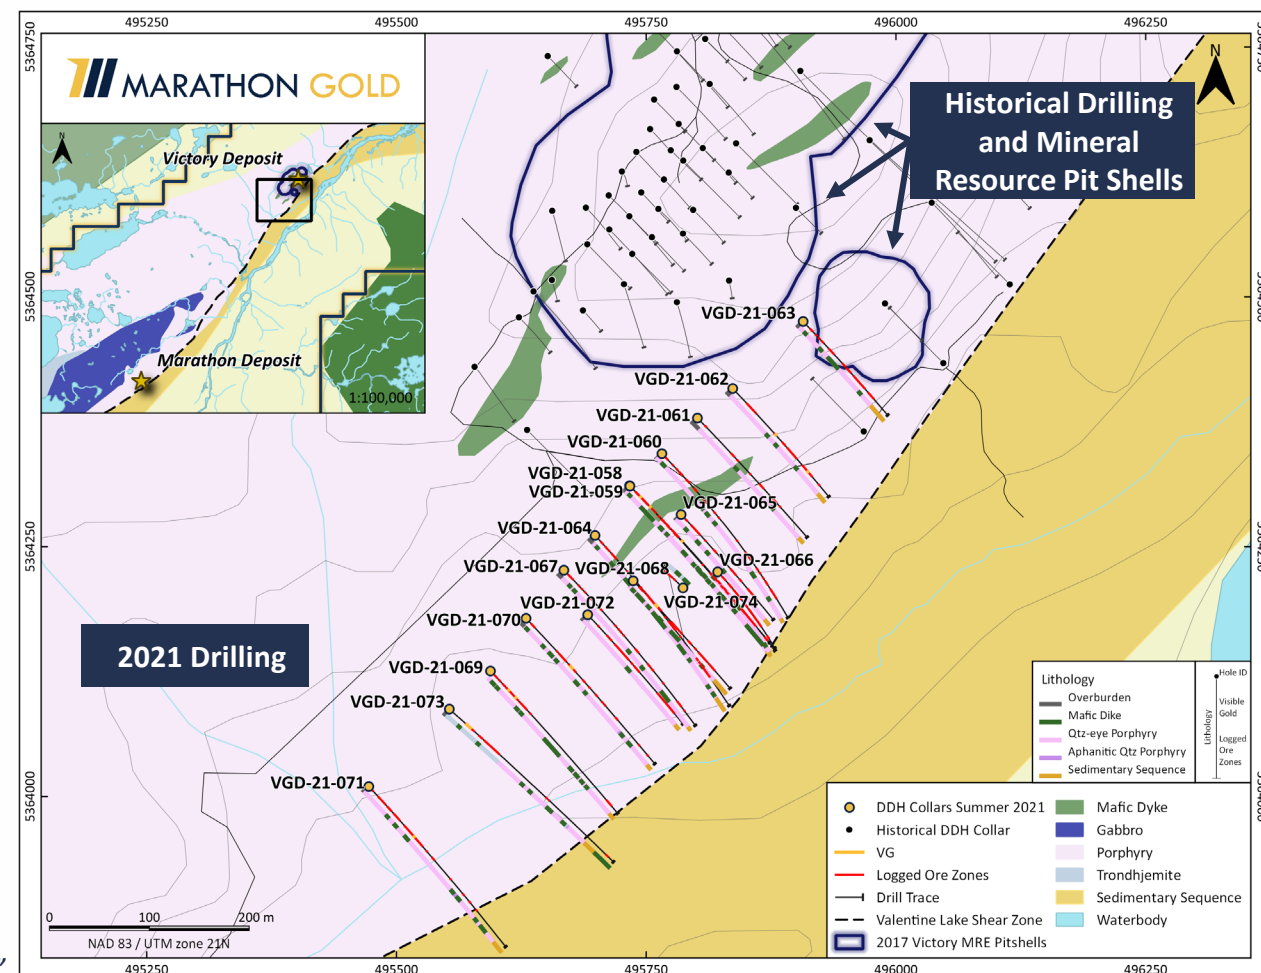 495250
495500
495750
496000
496250
5364750
5364500
5364250
5364000
MARATHON GOLD
N
Victory Deposit
Marathon Deposit
1:100,000
N
Historical Drilling
and Mineral
Resource Pit Shells
VGD-21-063
VGD-21-062
VGD-21-061
VGD-21-060
VGD-21-058
VGD-21-059
VGD-21-065
VGD-21-064
VGD-21-066
VGD-21-067
VGD-21-068
VGD-21-074
VGD-21-072
VGD-21-070
VGD-21-069
VGD-21-073
VGD-21-071
2021 Drilling
Lithology
Overburden
Mafic Dike
Qtz-eye Porphyry
Aphanitic Qtz Porphyry
Sedimentary Sequence
Hole ID
Lithology
Visible
Gold
Logged
Ore
Zones
DDH Collars Summer 2021
Historical DDH Collar
VG
Logged Ore Zones
Drill Trace
Valentine Lake Shear Zone
2017 Victory MRE Pitshells
Mafic Dyke
Gabbro
Porphyry
Trondhjemite
Sedimentary Sequence
Waterbody
0 100 200 m
NAD 83 / UTM zone 21N
495250
495500
495750
496000
496250